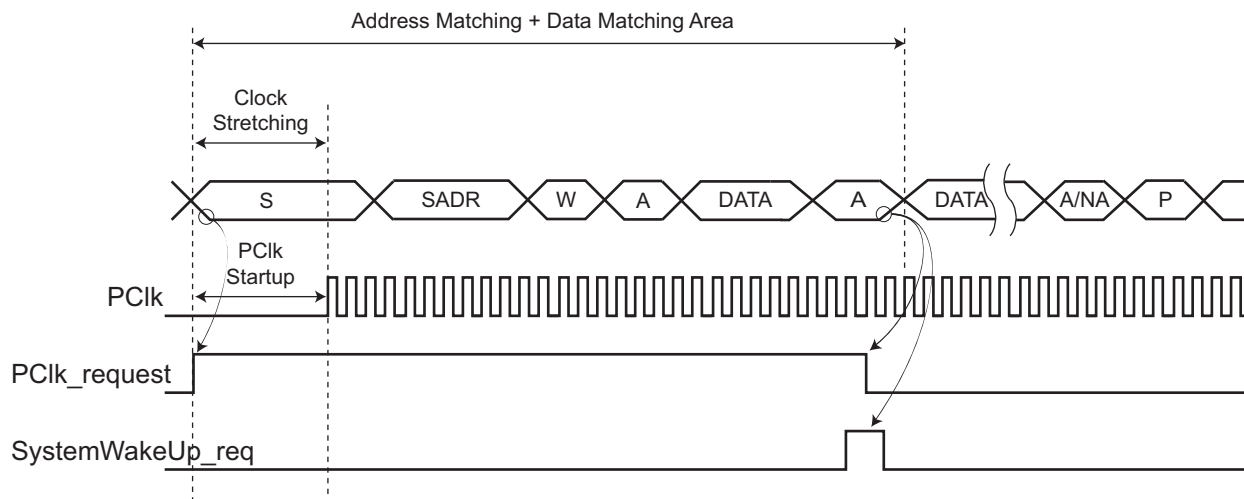 Address Matching + Data Matching Area
Clock
Stretching
S
SADR
W
A
DATA
A
DATA
A/NA
P
PClk
Startup
PClk
PClk_request
SystemWakeUp_req